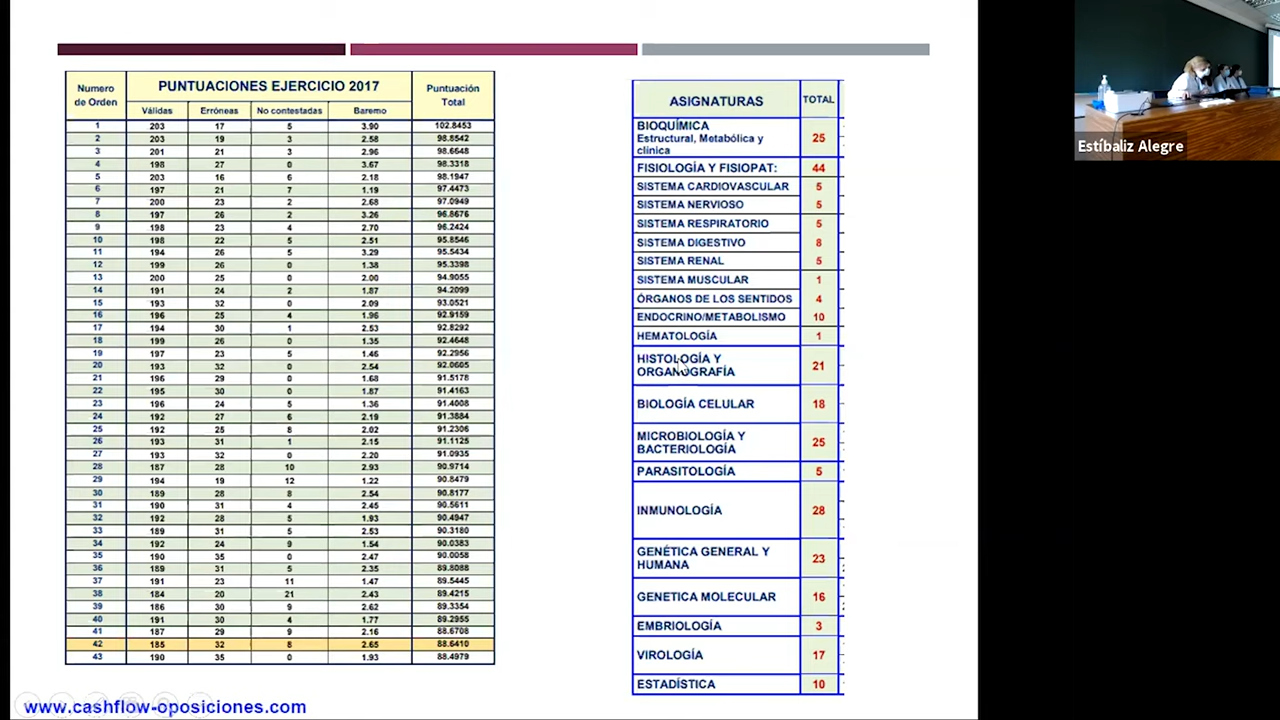 Numero de Orden PUNTUACIONES EJERCICIO 2017 Puntuación Total
Válidas Erróneas No contestadas Baremo
1 203 17 5 3.90 102.8453
2 203 19 3 2.58 98.8542
3 201 21 3 2.96 98.6648
4 198 27 0 3.67 98.3318
5 203 16 6 2.18 98.1947
6 197 21 7 1.19 97.4473
7 200 23 2 2.68 97.0949
8 197 26 2 3.26 96.8676
9 198 23 4 2.70 96.2424
10 198 22 5 2.51 95.8546
11 194 26 5 3.29 95.5434
12 199 26 0 1.38 95.3398
13 200 25 0 2.00 94.9055
14 191 24 2 1.87 94.2099
15 193 32 0 2.09 93.0521
16 196 25 4 1.96 92.9159
17 194 30 1 2.53 92.8292
18 199 26 0 1.35 92.4648
19 197 23 5 1.46 92.2956
20 193 32 0 2.54 92.0605
21 196 29 0 1.68 91.5178
22 195 30 0 1.87 91.4163
23 196 24 5 1.36 91.4008
24 192 27 6 2.19 91.3884
25 192 25 8 2.02 91.2306
26 193 31 1 2.15 91.1125
27 193 32 0 2.20 91.0935
28 187 28 10 2.93 90.9714
29 194 19 12 1.22 90.8479
30 189 28 8 2.54 90.8177
31 190 31 4 2.45 90.5611
32 192 28 5 1.93 90.4947
33 189 31 5 2.53 90.3180
34 192 24 9 1.54 90.0383
35 190 35 0 2.47 90.0058
36 189 31 5 2.35 89.8088
37 191 23 11 1.47 89.5445
38 184 20 21 2.43 89.4215
39 186 30 9 2.62 89.3354
40 191 30 4 1.77 89.2955
41 187 29 9 2.16 88.6708
42 185 32 8 2.65 88.6410
43 190 35 0 1.93 88.4979
ASIGNATURAS TOTAL
BIOQUÍMICA
Estructural, Metabólica y clínica 25
FISIOLOGÍA Y FISIOPAT: 44
SISTEMA CARDIOVASCULAR 5
SISTEMA NERVIOSO 5
SISTEMA RESPIRATORIO 5
SISTEMA DIGESTIVO 8
SISTEMA RENAL 5
SISTEMA MUSCULAR 1
ÓRGANOS DE LOS SENTIDOS 4
ENDOCRINO/METABOLISMO 10
HEMATOLOGÍA 1
HISTOLOGÍA Y ORGANOGRAFÍA 21
BIOLOGÍA CELULAR 18
MICROBIOLOGÍA Y BACTERIOLOGÍA 25
PARASITOLOGÍA 5
INMUNOLOGÍA 28
GENÉTICA GENERAL Y HUMANA 23
GENETICA MOLECULAR 16
EMBRIOLOGÍA 3
VIROLOGÍA 17
ESTADÍSTICA 10
www.cashflow-oposiciones.com
Estíbaliz Alegre